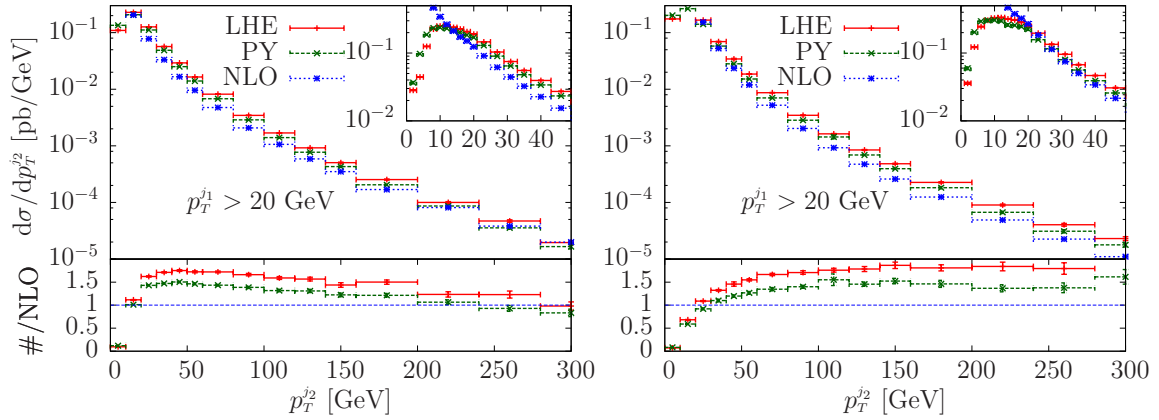 dσ/dp_T^{j_2} [pb/GeV]
10^{-1}
10^{-2}
10^{-3}
10^{-4}
10^{-5}
LHE
PY
NLO
10^{-1}
10^{-2}
0 10 20 30 40
p_T^{j_1} > 20 GeV
#/NLO
1.5
1
0.5
0
0 50 100 150 200 250 300
p_T^{j_2} [GeV]
10^{-1}
10^{-2}
10^{-3}
10^{-4}
10^{-5}
LHE
PY
NLO
10^{-1}
10^{-2}
0 10 20 30 40
p_T^{j_1} > 20 GeV
1.5
1
0.5
0
0 50 100 150 200 250 300
p_T^{j_2} [GeV]